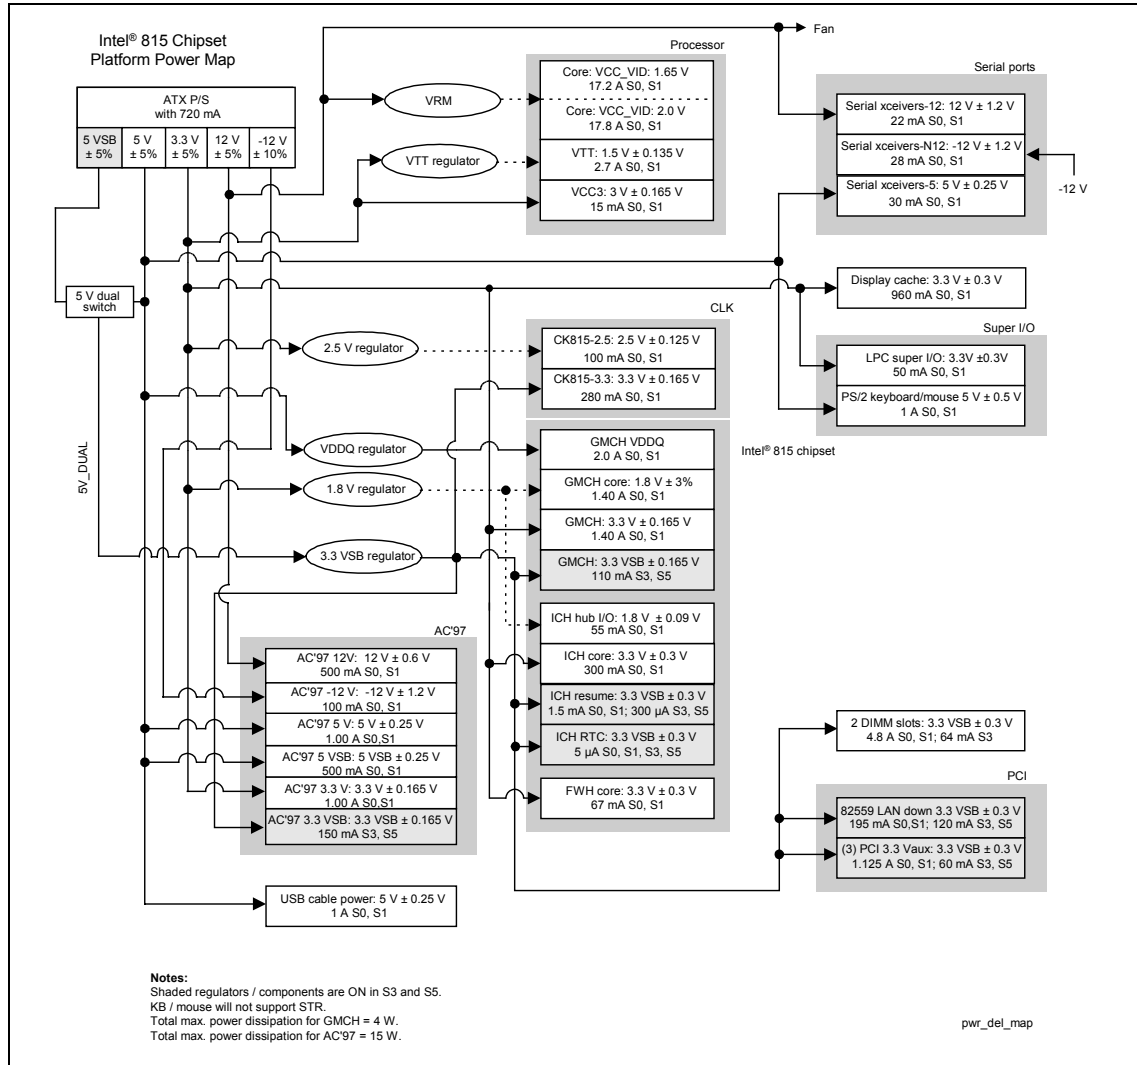 Intel® 815 Chipset
Platform Power Map
ATX P/S
with 720 mA
5 VSB
± 5%
5 V
± 5%
3.3 V
± 5%
12 V
± 5%
-12 V
± 10%
Fan
Processor
VRM
Core: VCC_VID: 1.65 V
17.2 A S0, S1
Core: VCC_VID: 2.0 V
17.8 A S0, S1
VTT regulator
VTT: 1.5 V ± 0.135 V
2.7 A S0, S1
VCC3: 3 V ± 0.165 V
15 mA S0, S1
Serial ports
Serial xceivers-12: 12 V ± 1.2 V
22 mA S0, S1
Serial xceivers-N12: -12 V ± 1.2 V
28 mA S0, S1
Serial xceivers-5: 5 V ± 0.25 V
30 mA S0, S1
-12 V
5 V dual
switch
Display cache: 3.3 V ± 0.3 V
960 mA S0, S1
CLK
2.5 V regulator
CK815-2.5: 2.5 V ± 0.125 V
100 mA S0, S1
CK815-3.3: 3.3 V ± 0.165 V
280 mA S0, S1
Super I/O
LPC super I/O: 3.3V ±0.3V
50 mA S0, S1
PS/2 keyboard/mouse 5 V ± 0.5 V
1 A S0, S1
5V_DUAL
Intel® 815 chipset
VDDQ regulator
GMCH VDDQ
2.0 A S0, S1
1.8 V regulator
GMCH core: 1.8 V ± 3%
1.40 A S0, S1
GMCH: 3.3 V ± 0.165 V
1.40 A S0, S1
3.3 VSB regulator
GMCH: 3.3 VSB ± 0.165 V
110 mA S3, S5
ICH hub I/O: 1.8 V ± 0.09 V
55 mA S0, S1
ICH core: 3.3 V ± 0.3 V
300 mA S0, S1
ICH resume: 3.3 VSB ± 0.3 V
1.5 mA S0, S1; 300 µA S3, S5
ICH RTC: 3.3 VSB ± 0.3 V
5 µA S0, S1, S3, S5
FWH core: 3.3 V ± 0.3 V
67 mA S0, S1
AC'97
AC'97 12V: 12 V ± 0.6 V
500 mA S0, S1
AC'97 -12 V: -12 V ± 1.2 V
100 mA S0, S1
AC'97 5 V: 5 V ± 0.25 V
1.00 A S0,S1
AC'97 5 VSB: 5 VSB ± 0.25 V
500 mA S0, S1
AC'97 3.3 V: 3.3 V ± 0.165 V
1.00 A S0,S1
AC'97 3.3 VSB: 3.3 VSB ± 0.165 V
150 mA S3, S5
2 DIMM slots: 3.3 VSB ± 0.3 V
4.8 A S0, S1; 64 mA S3
PCI
82559 LAN down 3.3 VSB ± 0.3 V
195 mA S0,S1; 120 mA S3, S5
(3) PCI 3.3 Vaux: 3.3 VSB ± 0.3 V
1.125 A S0, S1; 60 mA S3, S5
USB cable power: 5 V ± 0.25 V
1 A S0, S1
Notes:
Shaded regulators / components are ON in S3 and S5.
KB / mouse will not support STR.
Total max. power dissipation for GMCH = 4 W.
Total max. power dissipation for AC'97 = 15 W.
pwr_del_map